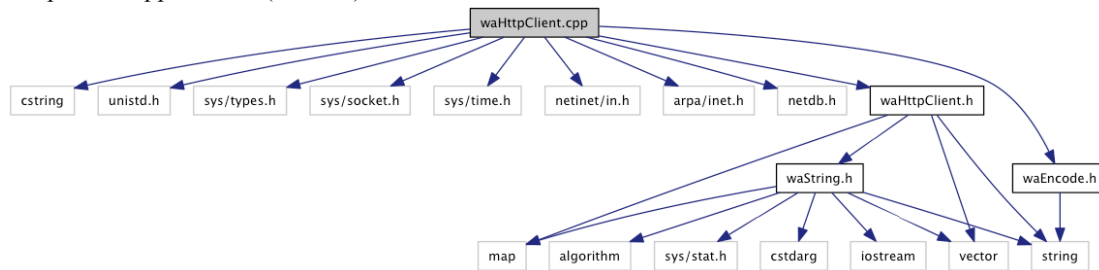 waHttpClient.cpp
cstring
unistd.h
sys/types.h
sys/socket.h
sys/time.h
netinet/in.h
arpa/inet.h
netdb.h
waHttpClient.h
waString.h
waEncode.h
map
algorithm
sys/stat.h
cstdarg
iostream
vector
string